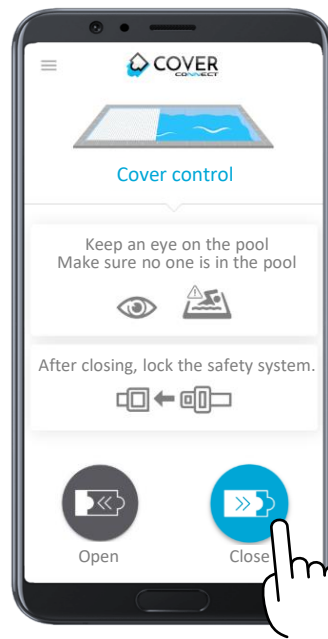 COVER
CONNECT
Cover control
Keep an eye on the pool
Make sure no one is in the pool
After closing, lock the safety system.
Open
Close